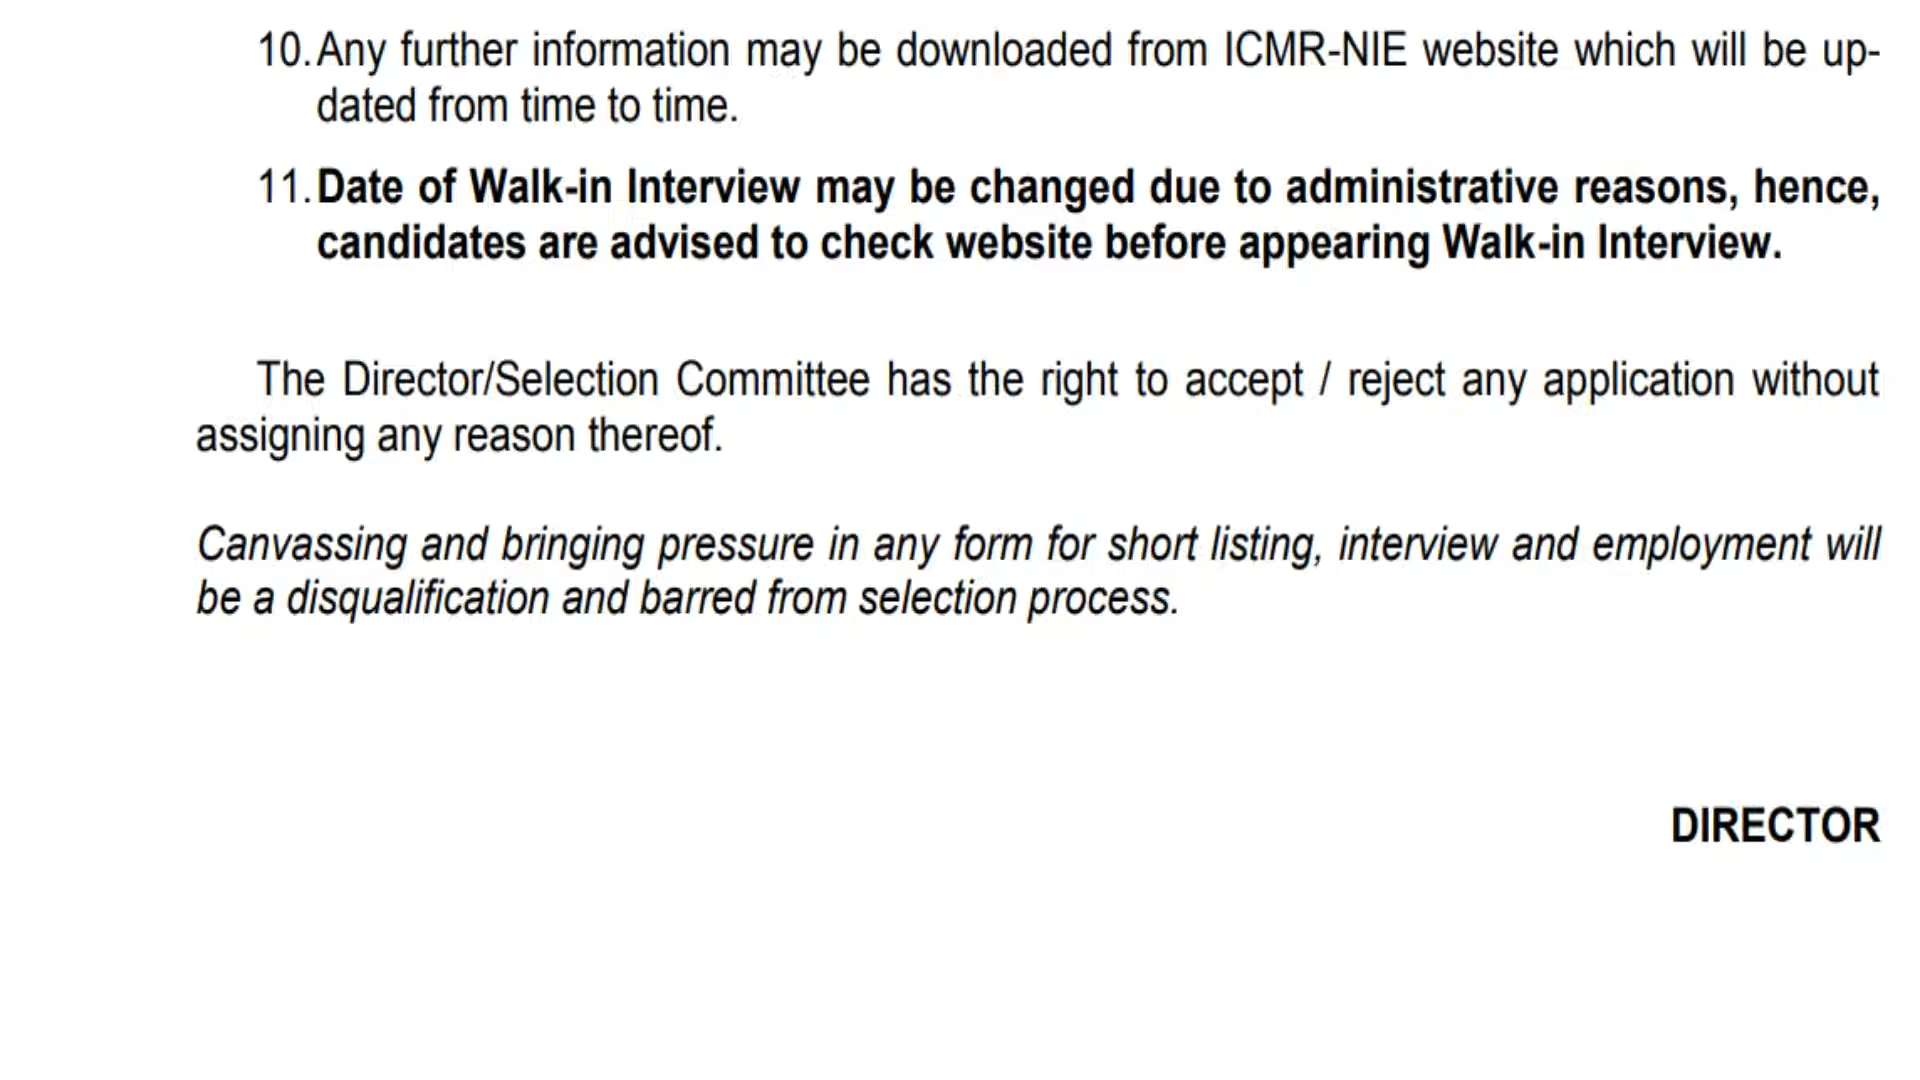 10.Any further information may be downloaded from ICMR-NIE website which will be up-
dated from time to time.
11.Date of Walk-in Interview may be changed due to administrative reasons, hence,
candidates are advised to check website before appearing Walk-in Interview.
The Director/Selection Committee has the right to accept / reject any application without
assigning any reason thereof.
Canvassing and bringing pressure in any form for short listing, interview and employment will
be a disqualification and barred from selection process.
DIRECTOR